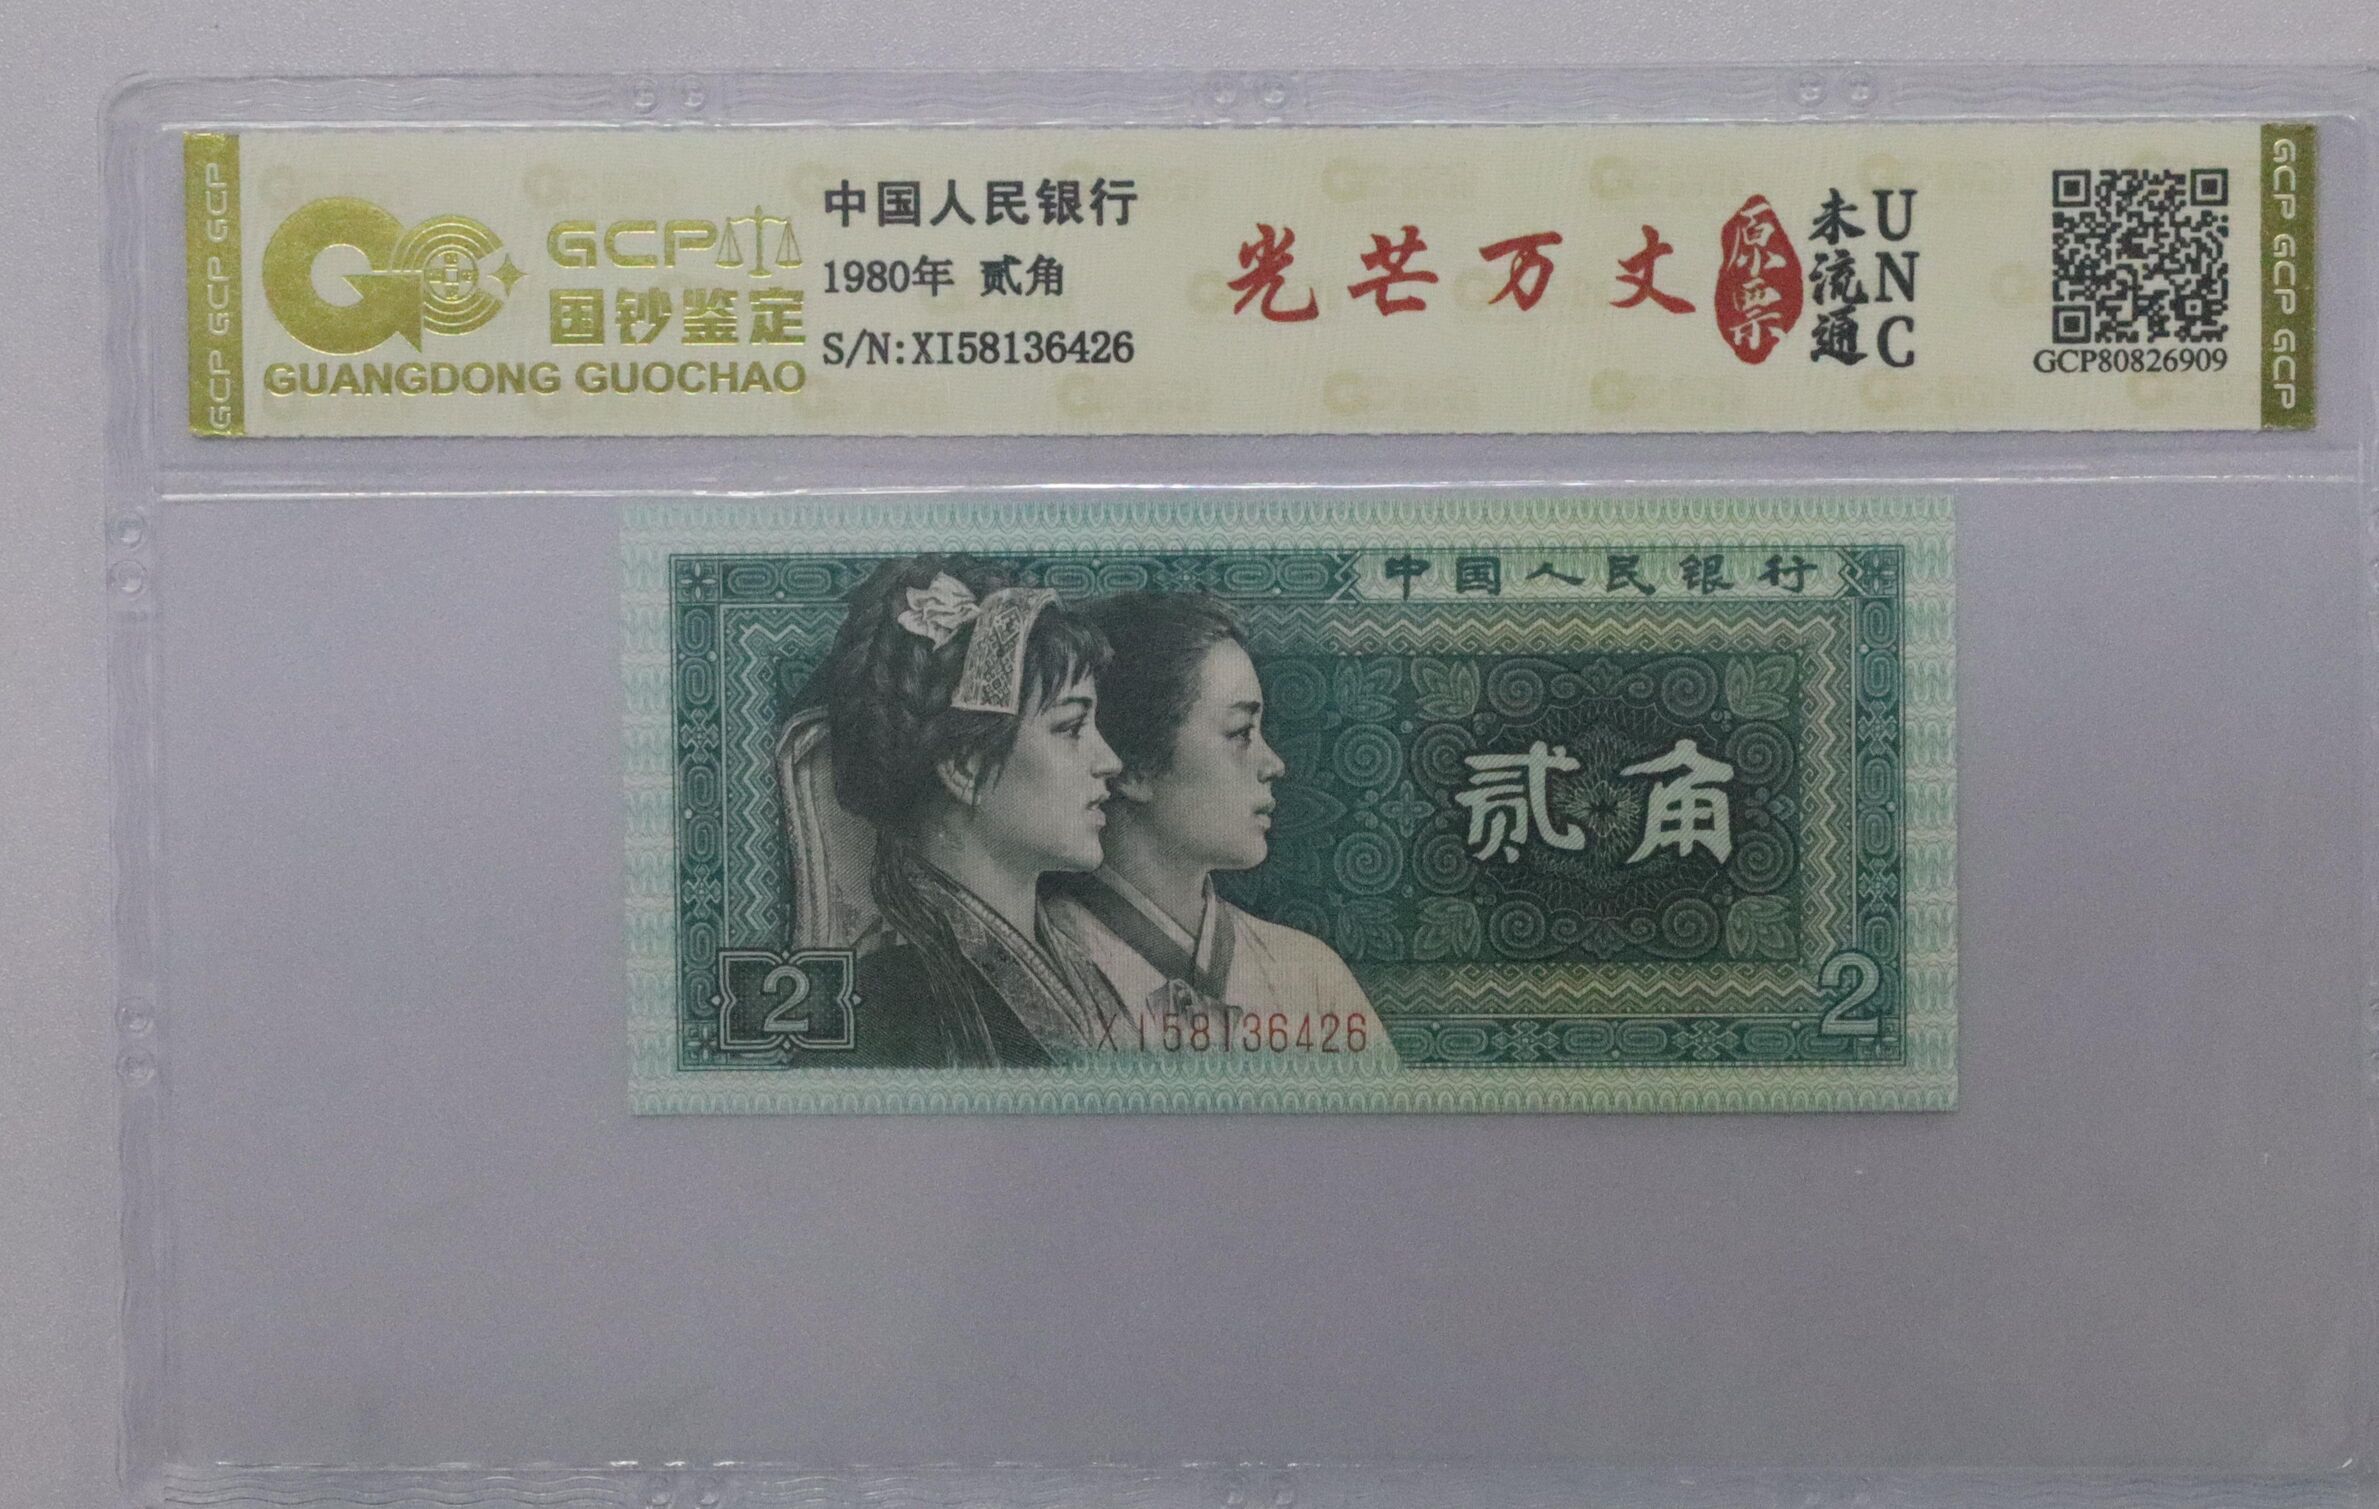 GCP GCP GCP
GCP
国钞鉴定
GUANGDONG GUOCHAO
中国人民银行
1980年 贰角
S/N:XI58136426
光芒万丈
原票
未流通
UNC
GCP80826909
GCP GCP GCP
中国人民银行
贰角
2
2
XI58136426